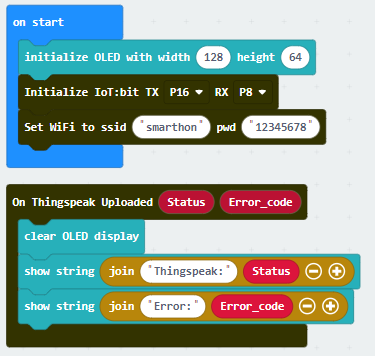 on start
initialize OLED with width 128 height 64
Initialize IoT:bit TX P16 RX P8
Set WiFi to ssid "smarthon" pwd "12345678"
On Thingspeak Uploaded Status Error_code
clear OLED display
show string join "Thingspeak:" Status
show string join "Error:" Error_code